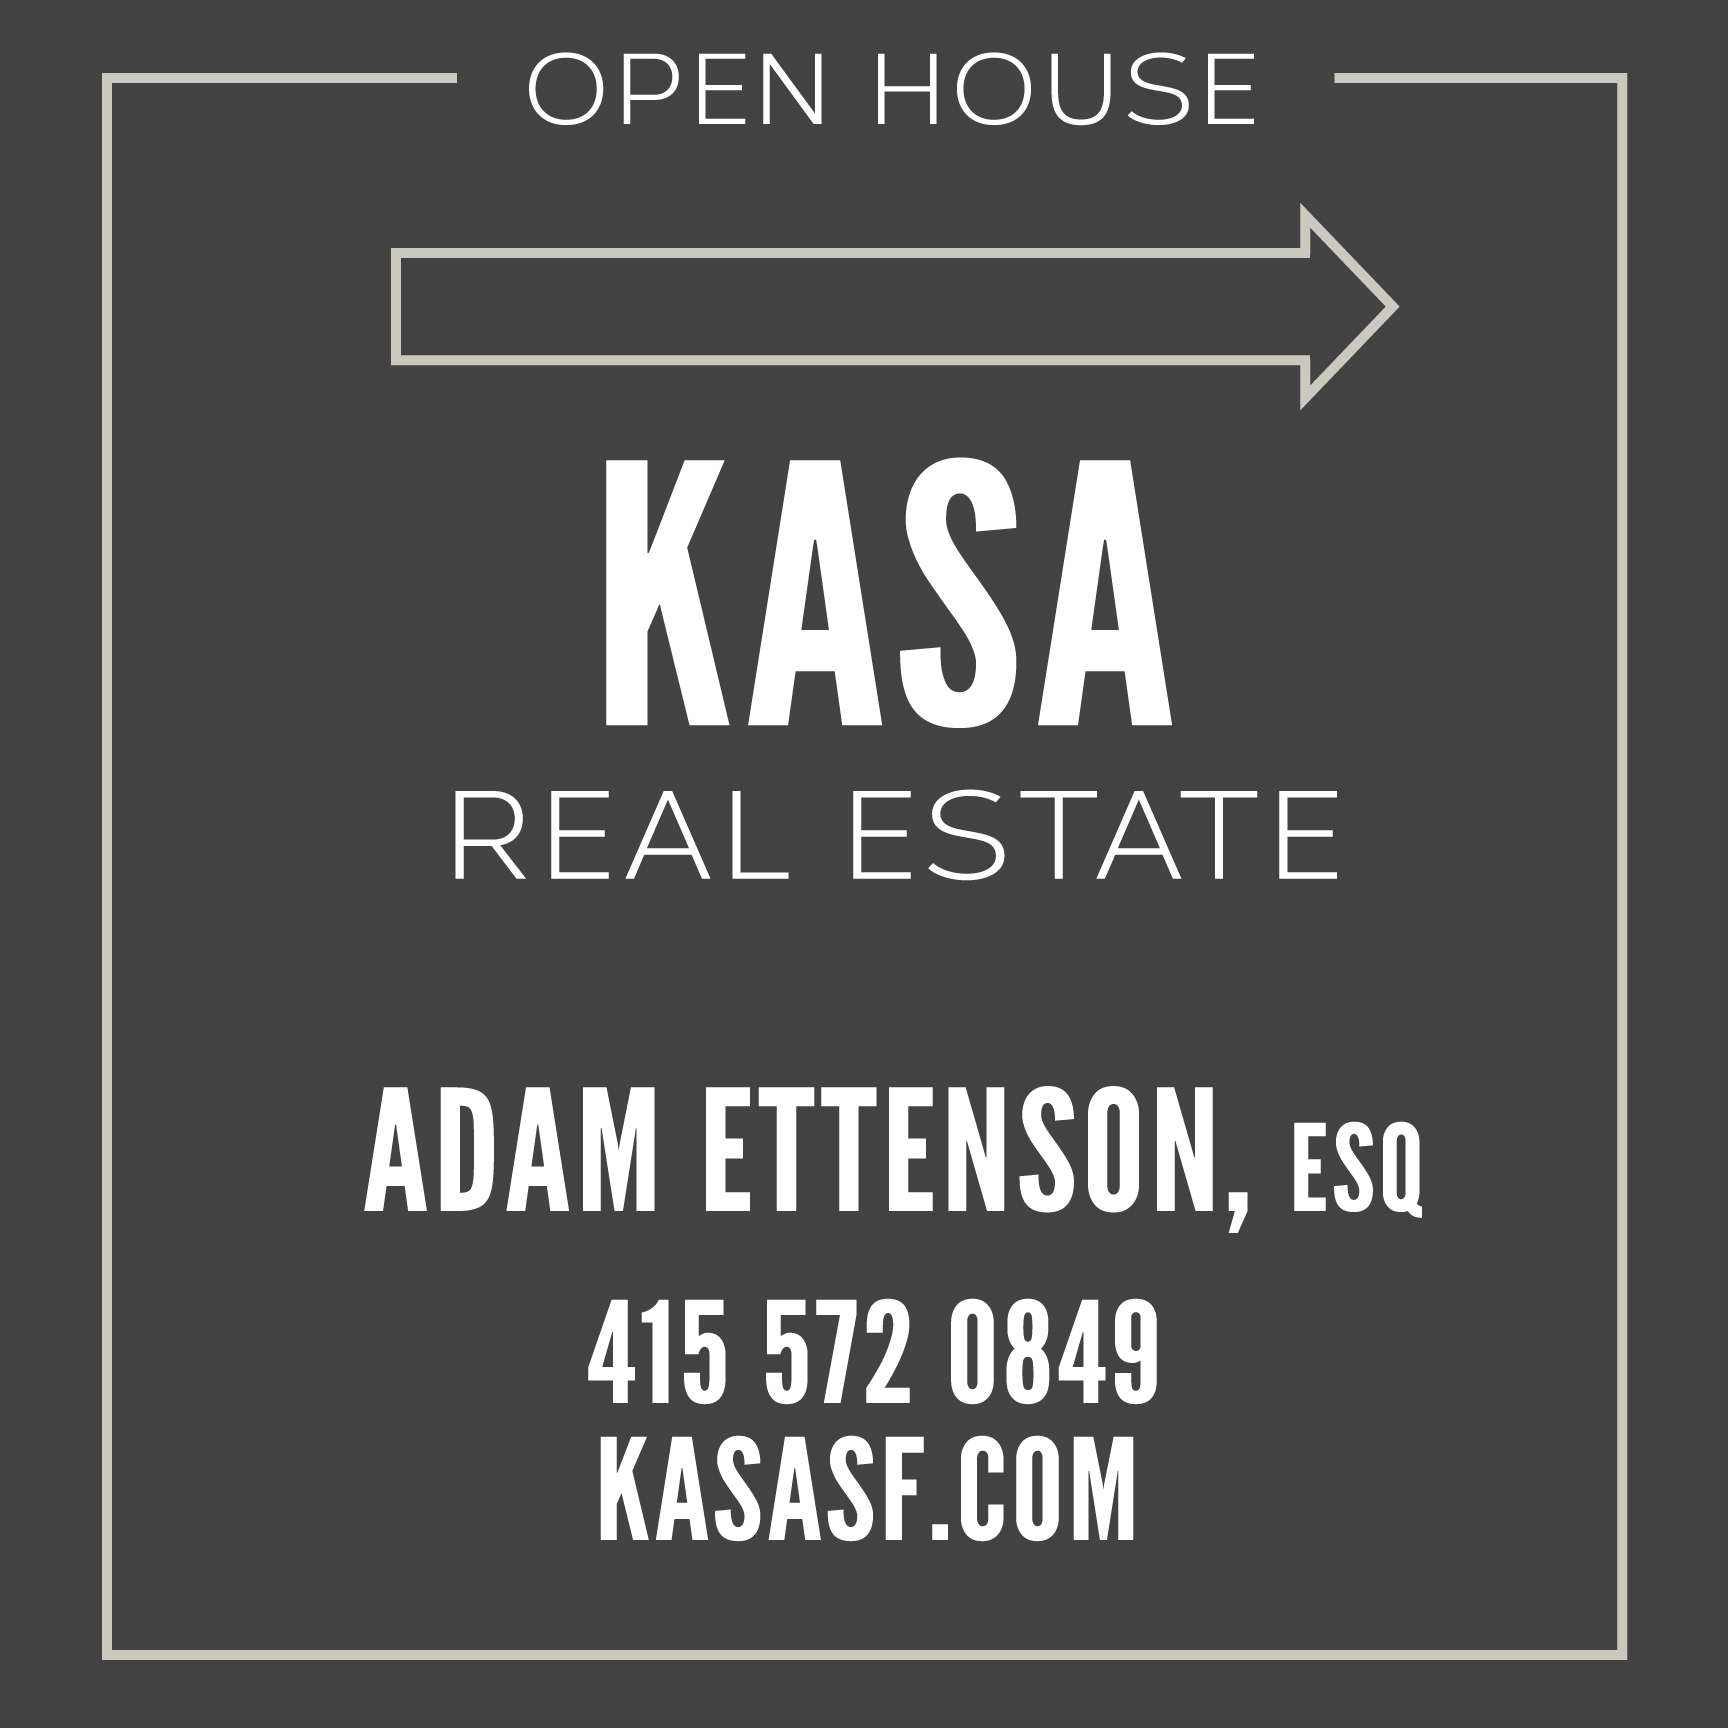 OPEN HOUSE
KASA
REAL ESTATE
ADAM ETTENSON, ESQ
415 572 0849
KASASF.COM